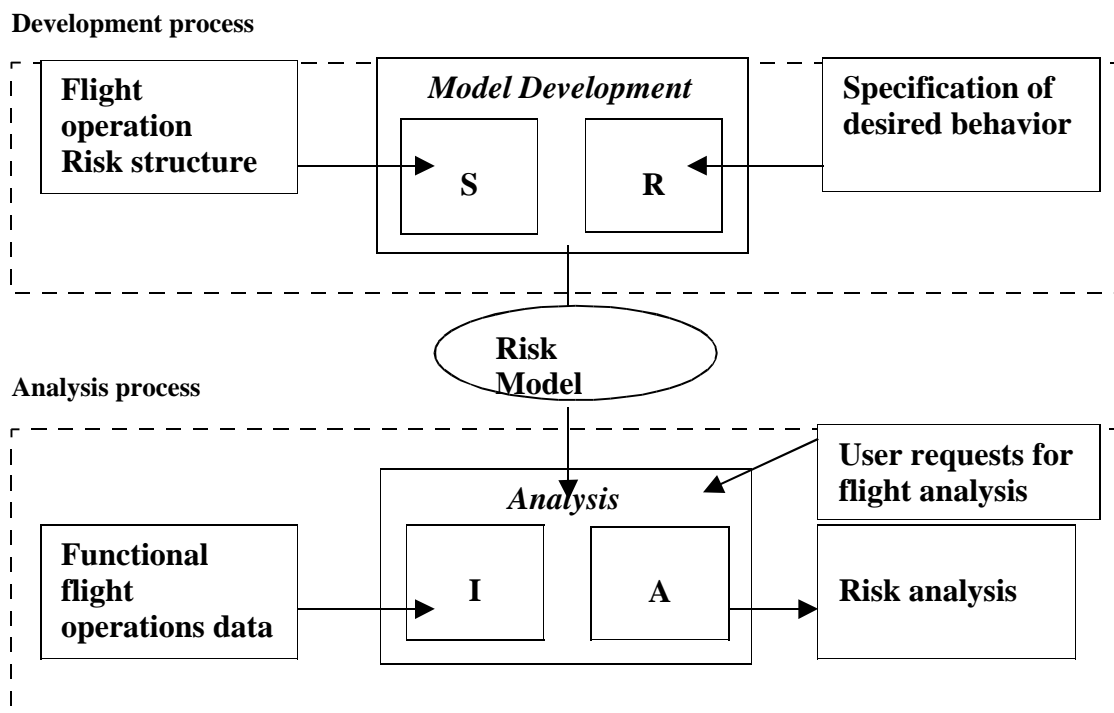 Development process
Flight
operation
Risk structure
Model Development
S
R
Specification of
desired behavior
Risk
Model
Analysis process
User requests for
flight analysis
Analysis
Functional
flight
operations data
I
A
Risk analysis